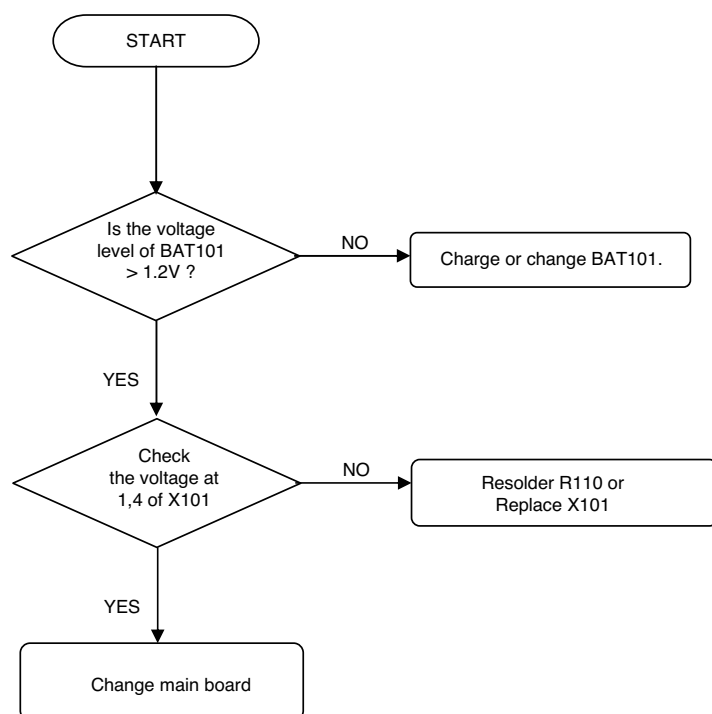 START
Is the voltage
level of BAT101
> 1.2V ?
NO
Charge or change BAT101.
YES
Check
the voltage at
1,4 of X101
NO
Resolder R110 or
Replace X101
YES
Change main board